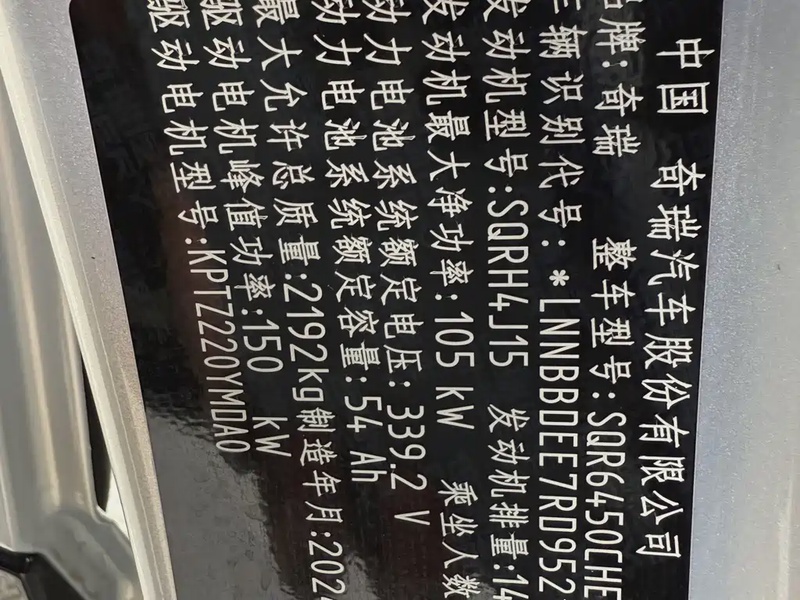 中国 奇瑞汽车股份有限公司
品牌: 奇瑞 整车型号:SQR6450CHE
车辆识别代号: *LNNBBDEE7RD952
发动机型号:SQRH4J15 发动机排量:14
发动机最大净功率:105 kW 乘坐人数
动力电池系统额定电压:339.2 V
动力电池系统额定容量:54 Ah
最大允许总质量:2192kg 制造年月:202
驱动电机峰值功率:150 kW
驱动电机型号:KPTZ220YMDA0